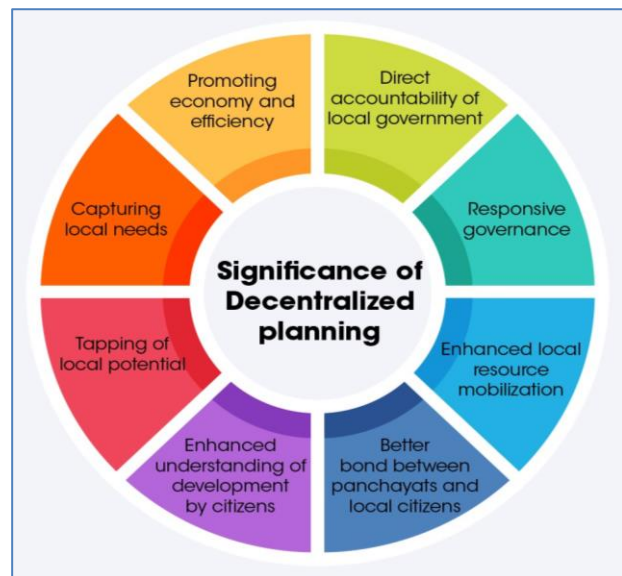 Significance of
Decentralized
planning
Direct
accountability of
local government
Responsive
governance
Enhanced local
resource
mobilization
Better
bond between
panchayats and
local citizens
Enhanced
understanding of
development
by citizens
Tapping of
local potential
Capturing
local needs
Promoting
economy and
efficiency